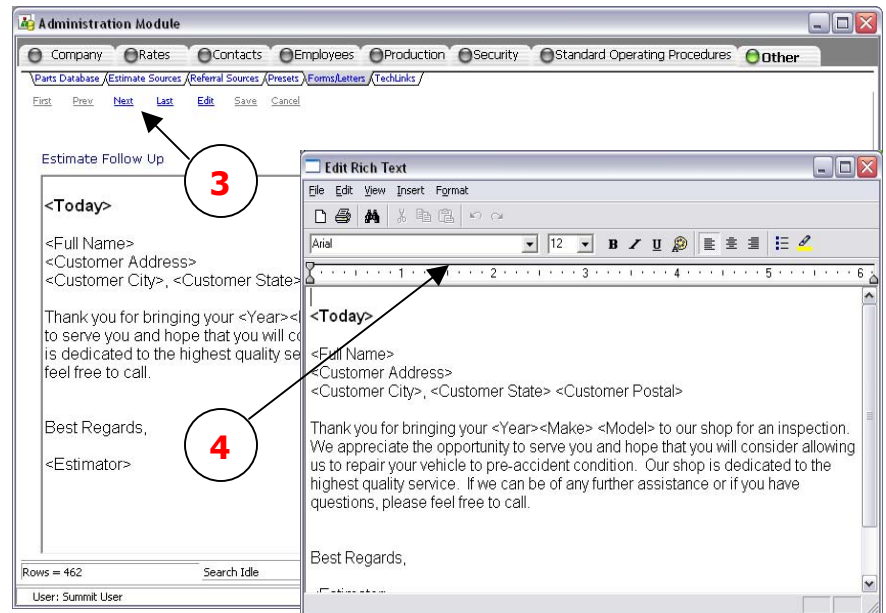 Administration Module
Company Rates Contacts Employees Production Security Standard Operating Procedures Other
Parts Database Estimate Sources Referral Sources Presets Forms/Letters TechLinks
First Prev Next Last Edit Save Cancel
Estimate Follow Up
3
<Today>
<Full Name>
<Customer Address>
<Customer City>, <Customer State>
Thank you for bringing your <Year>
to serve you and hope that you will
is dedicated to the highest quality
feel free to call.
Best Regards,
<Estimator>
4
Rows = 462 Search Idle
User: Summit User
Edit Rich Text
File Edit View Insert Format
Arial 12 B I U
1 2 3 4 5 6
<Today>
<Full Name>
<Customer Address>
<Customer City>, <Customer State> <Customer Postal>
Thank you for bringing your <Year><Make> <Model> to our shop for an inspection.
We appreciate the opportunity to serve you and hope that you will consider allowing
us to repair your vehicle to pre-accident condition. Our shop is dedicated to the
highest quality service. If we can be of any further assistance or if you have
questions, please feel free to call.
Best Regards,